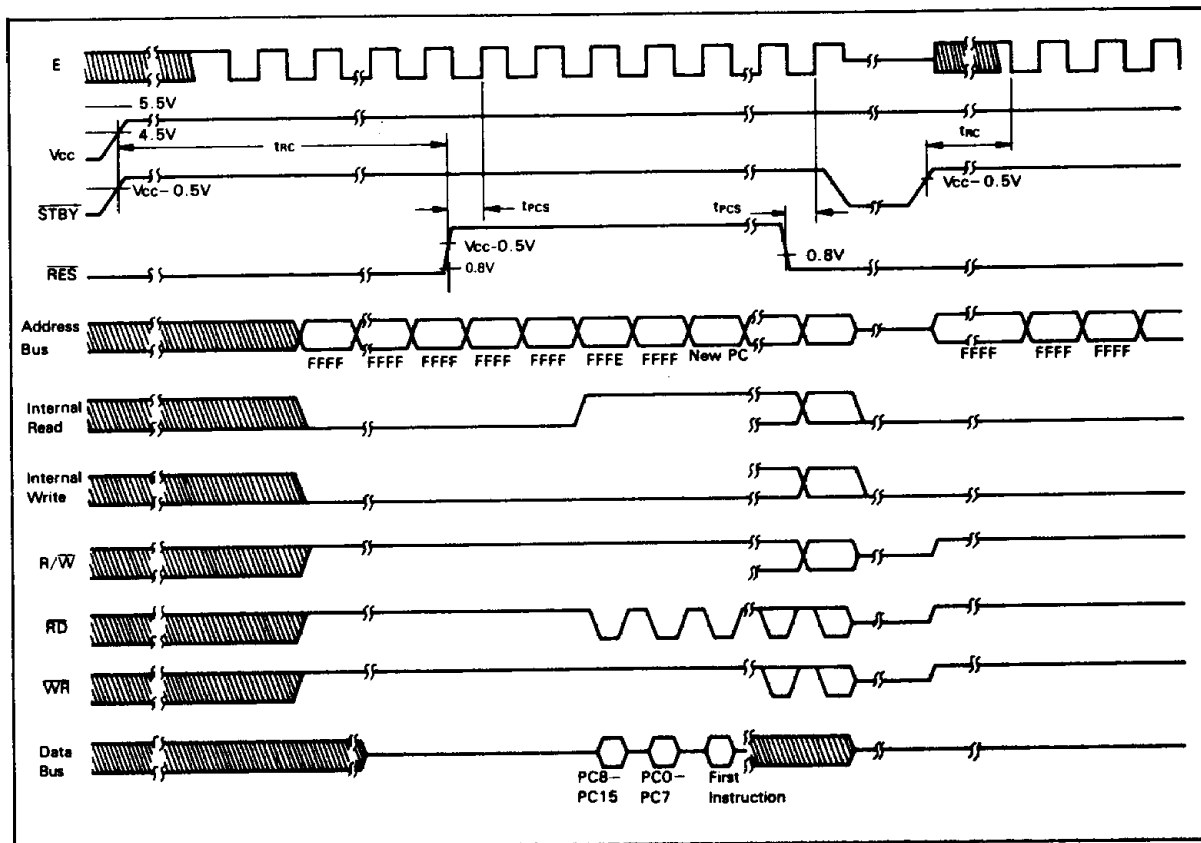 E
5.5V
4.5V
Vcc
tRC
tRC
Vcc-0.5V
Vcc-0.5V
STBY
tPCS
tPCS
Vcc-0.5V
0.8V
0.8V
RES
Address
Bus
FFFF
FFFF
FFFF
FFFF
FFFF
FFFE
FFFF
New PC
FFFF
FFFF
FFFF
Internal
Read
Internal
Write
R/W
RD
WR
Data
Bus
PC8-
PC15
PC0-
PC7
First
Instruction